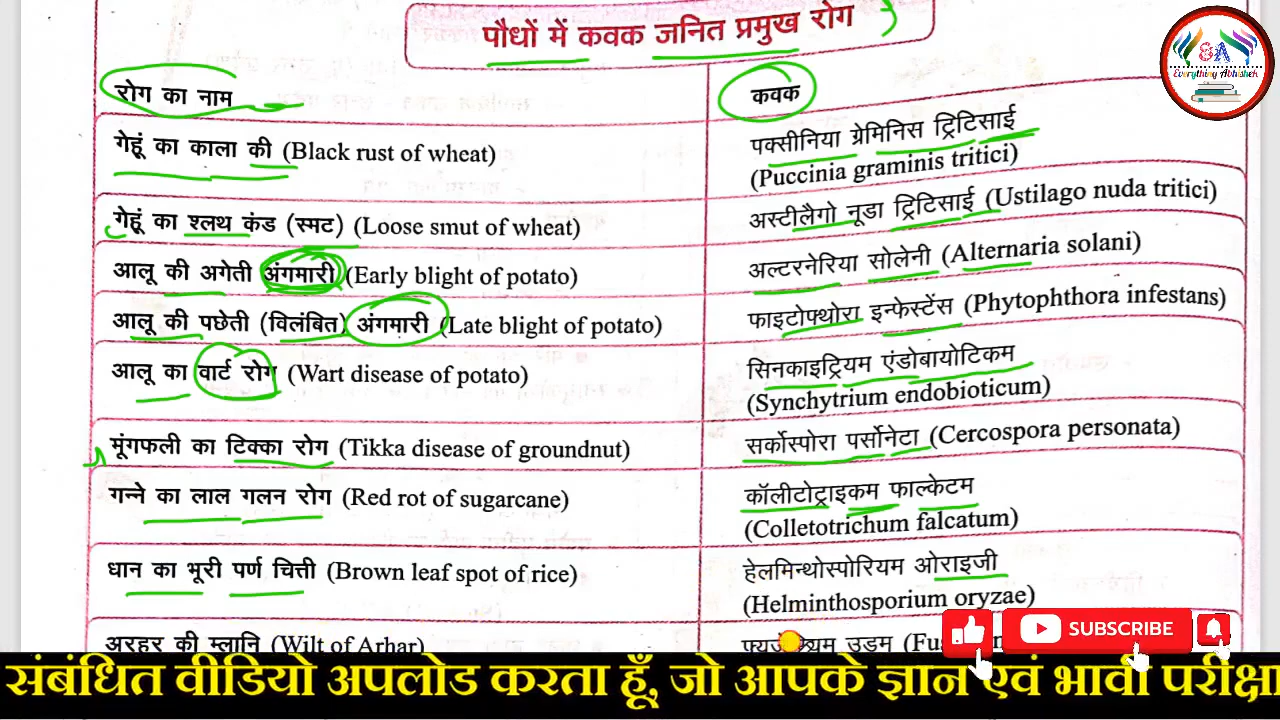 पौधों में कवक जनित प्रमुख रोग
SA
Everything Abhishek
रोग का नाम
कवक
गेहूं का काला की (Black rust of wheat)
पक्सीनिया ग्रेमिनिस ट्रिटिसाई
(Puccinia graminis tritici)
गेहूं का श्लथ कंड (स्मट) (Loose smut of wheat)
अस्टीलैगो नूडा ट्रिटिसाई (Ustilago nuda tritici)
आलू की अगेती अंगमारी (Early blight of potato)
अल्टरनेरिया सोलेनी (Alternaria solani)
आलू की पछेती (विलंबित) अंगमारी (Late blight of potato)
फाइटोफ्थोरा इन्फेस्टेंस (Phytophthora infestans)
आलू का वार्ट रोग (Wart disease of potato)
सिनकाइट्रियम एंडोबायोटिकम
(Synchytrium endobioticum)
मूंगफली का टिक्का रोग (Tikka disease of groundnut)
सर्कोस्पोरा पर्सोनेटा (Cercospora personata)
गन्ने का लाल गलन रोग (Red rot of sugarcane)
कॉलीटोट्राइकम फाल्केटम
(Colletotrichum falcatum)
धान का भूरी पर्ण चित्ती (Brown leaf spot of rice)
हेलमिन्थोस्पोरियम ओराइजी
(Helminthosporium oryzae)
अरहर की म्लानि (Wilt of Arhar)
उडम
SUBSCRIBE
संबंधित वीडियो अपलोड करता हूँ, जो आपके ज्ञान एवं भावी परीक्षा